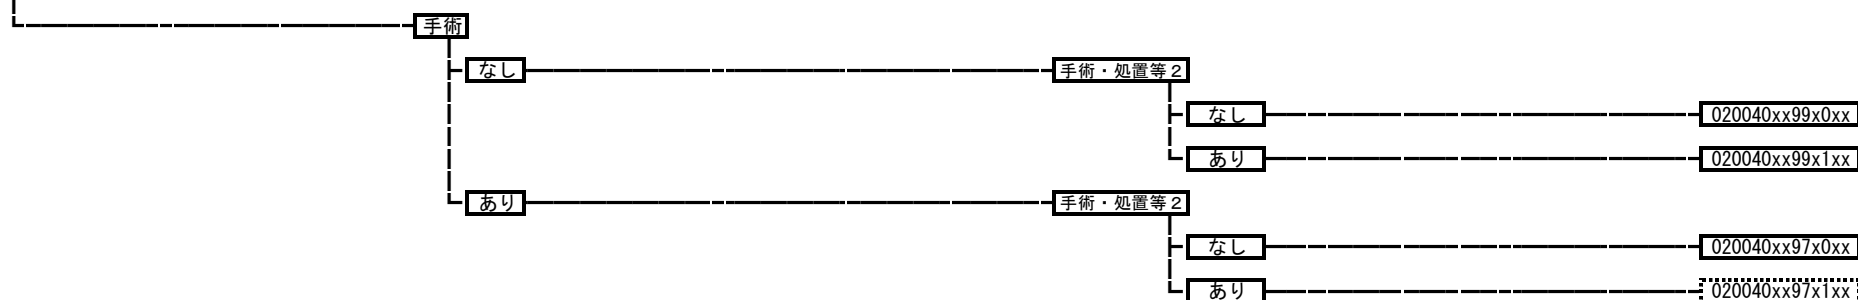 手術
なし 手術・処置等２
なし 020040xx99x0xx
あり 020040xx99x1xx
あり 手術・処置等２
なし 020040xx97x0xx
あり 020040xx97x1xx